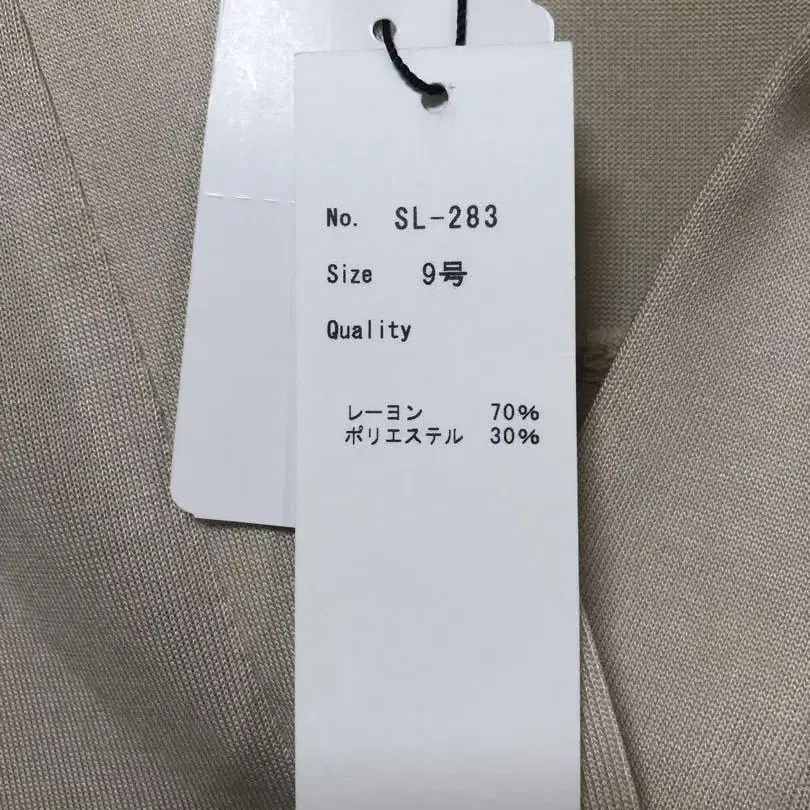 No. SL-283
Size 9号
Quality
レーヨン 70%
ポリエステル 30%